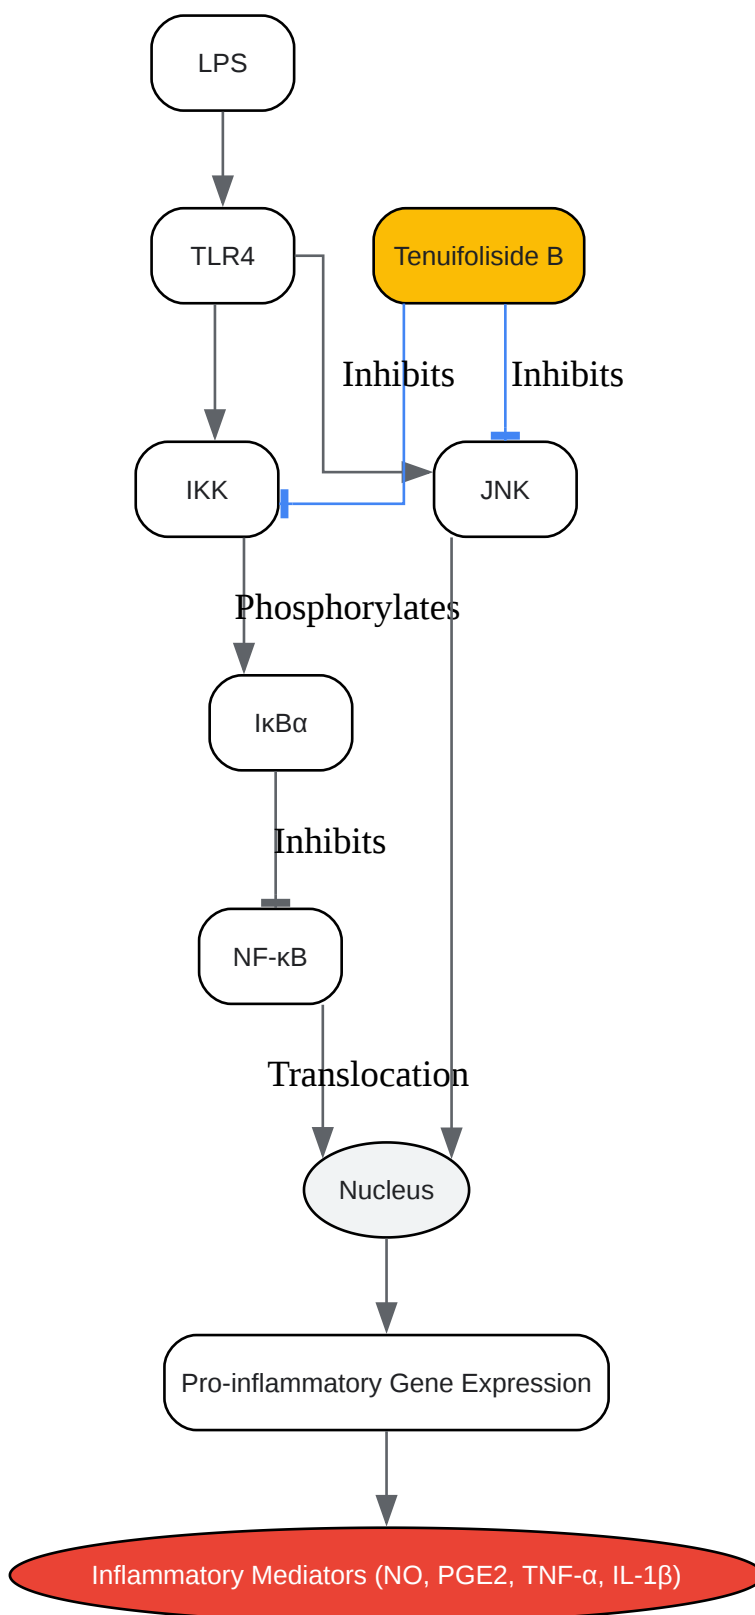 LPS
TLR4
Tenuifoliside B
Inhibits
Inhibits
IKK
JNK
Phosphorylates
IκBα
Inhibits
NF-κB
Translocation
Nucleus
Pro-inflammatory Gene Expression
Inflammatory Mediators (NO, PGE2, TNF-α, IL-1β)